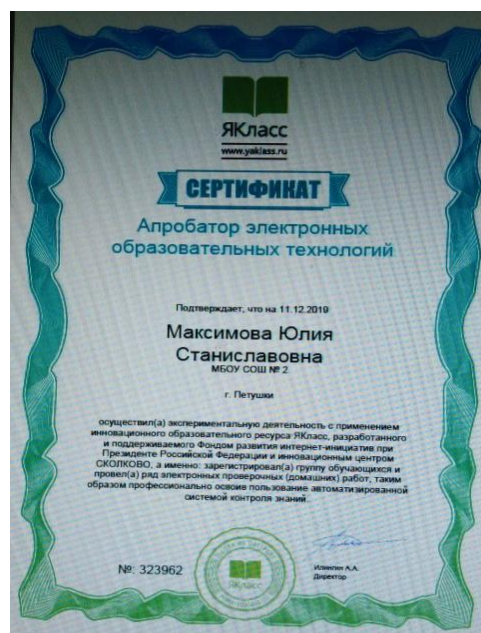 ЯКласс
www.yaklass.ru
СЕРТИФИКАТ
Апробатор электронных
образовательных технологий
Подтверждает, что на 11.12.2019
Максимова Юлия
Станиславовна
МБОУ СОШ № 2
г. Петушки
осуществил(а) экспериментальную деятельность с применением
инновационного образовательного ресурса ЯКласс, разработанного
и поддерживаемого Фондом развития интернет-инициатив при
Президенте Российской Федерации и инновационным центром
СКОЛКОВО, а именно: зарегистрировал(а) группу обучающихся и
провел(а) ряд электронных проверочных (домашних) работ, таким
образом профессионально освоив пользование автоматизированной
системой контроля знаний.
№: 323962
ЯКласс
А.А.
Директор